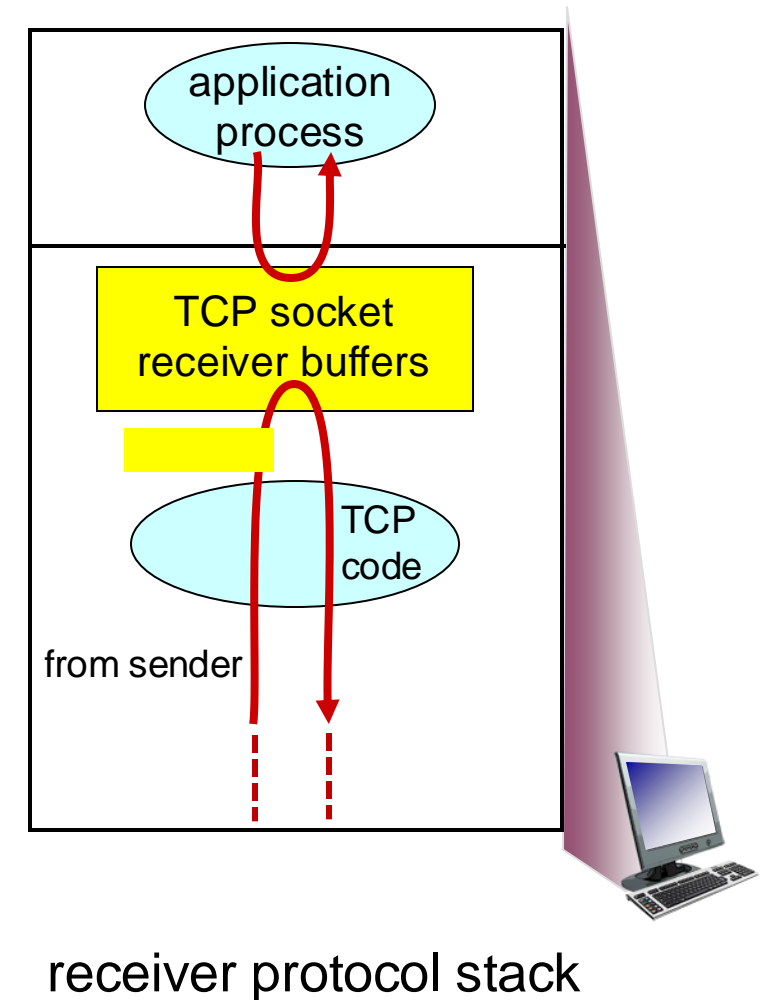 application
process
TCP socket
receiver buffers
TCP
code
from sender
receiver protocol stack